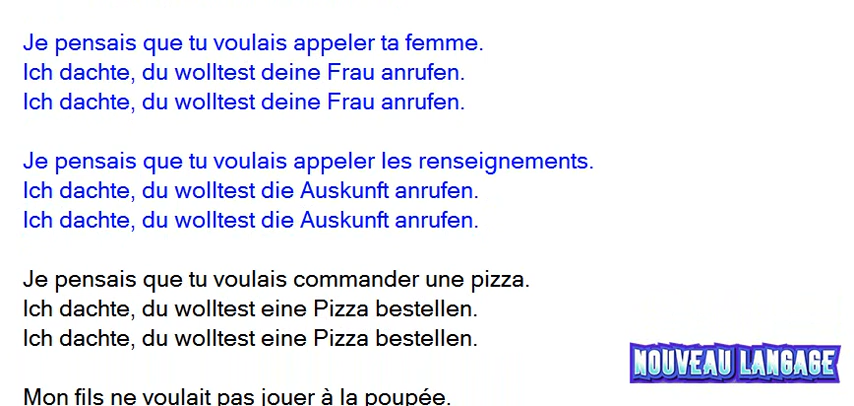 Je pensais que tu voulais appeler ta femme.
Ich dachte, du wolltest deine Frau anrufen.
Ich dachte, du wolltest deine Frau anrufen.
Je pensais que tu voulais appeler les renseignements.
Ich dachte, du wolltest die Auskunft anrufen.
Ich dachte, du wolltest die Auskunft anrufen.
Je pensais que tu voulais commander une pizza.
Ich dachte, du wolltest eine Pizza bestellen.
Ich dachte, du wolltest eine Pizza bestellen.
NOUVEAU LANGAGE
Mon fils ne voulait pas jouer à la poupée.